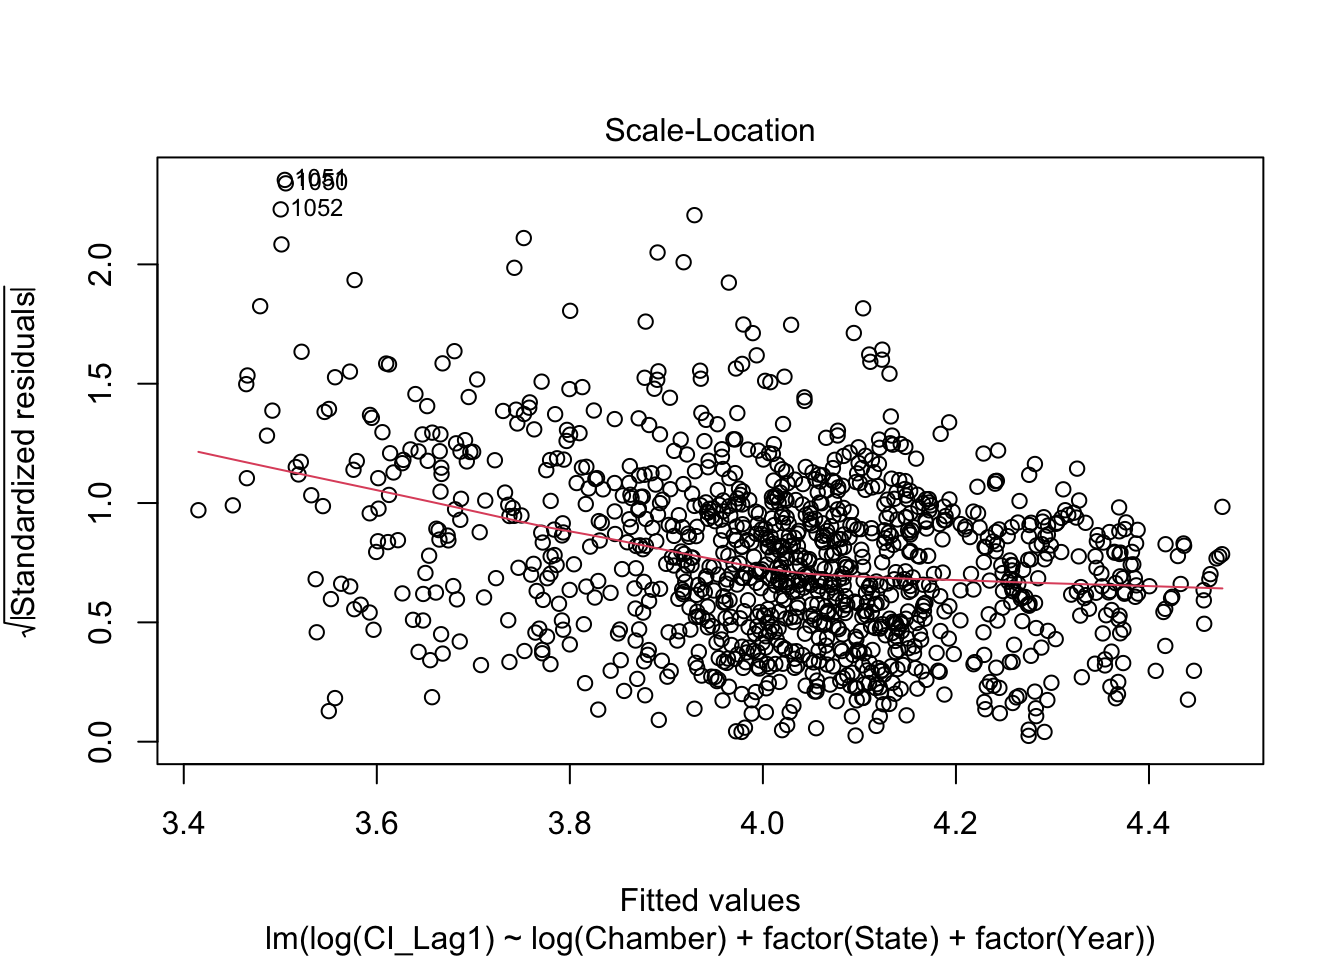 Scale-Location
1051
1050
1052
√|Standardized residuals|
2.0
1.5
1.0
0.5
0.0
3.4 3.6 3.8 4.0 4.2 4.4
Fitted values
lm(log(CI_Lag1) ~ log(Chamber) + factor(State) + factor(Year))